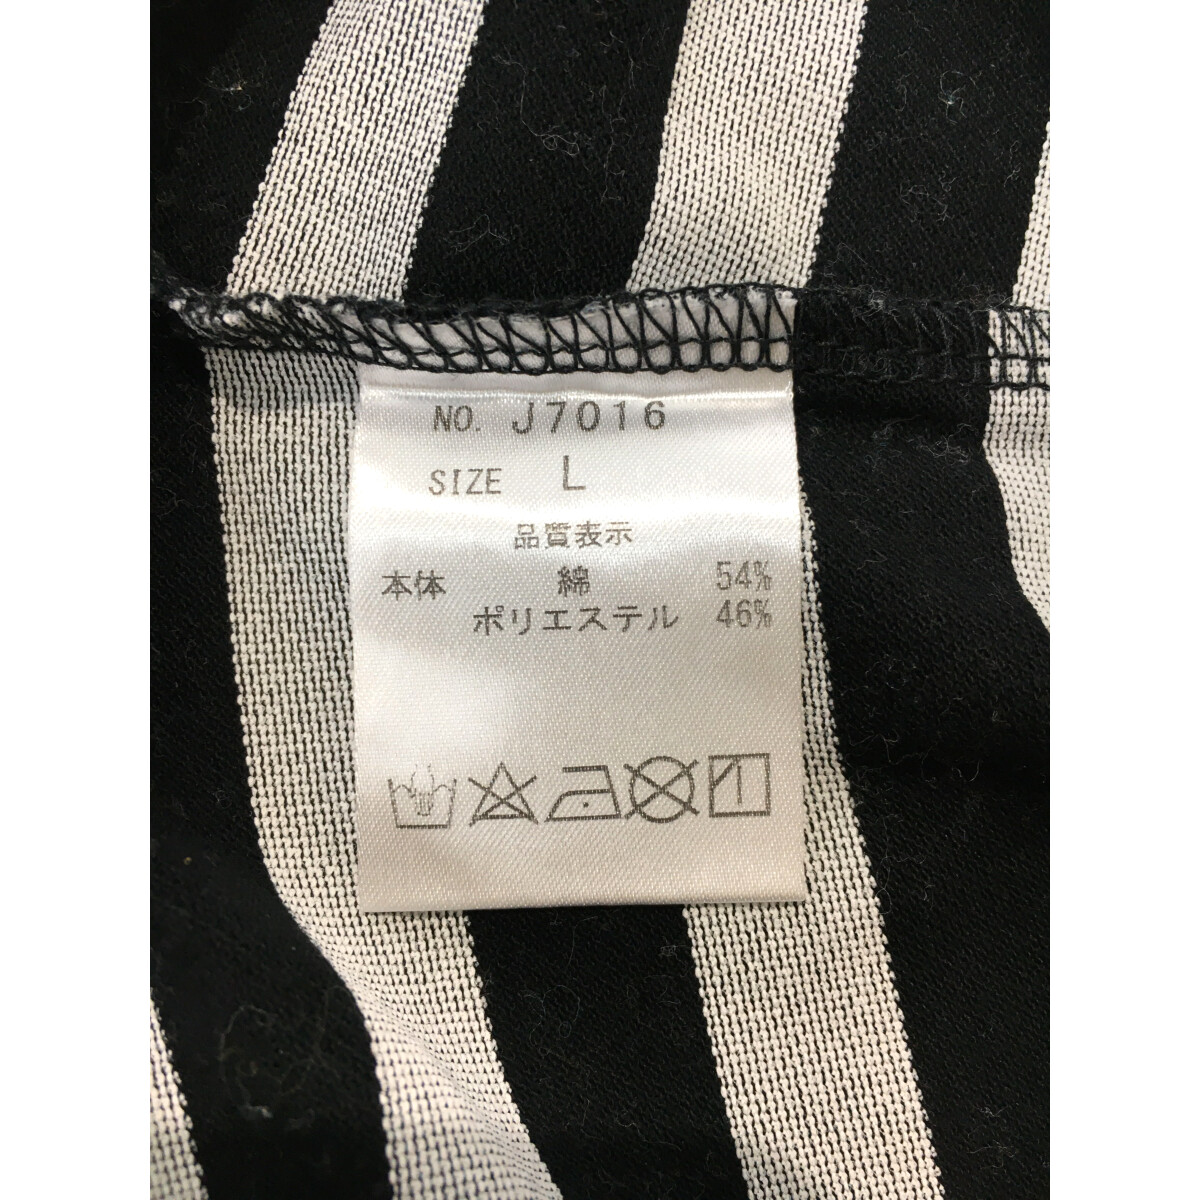 NO. J7016
SIZE L
品質表示
本体 綿 54%
ポリエステル 46%